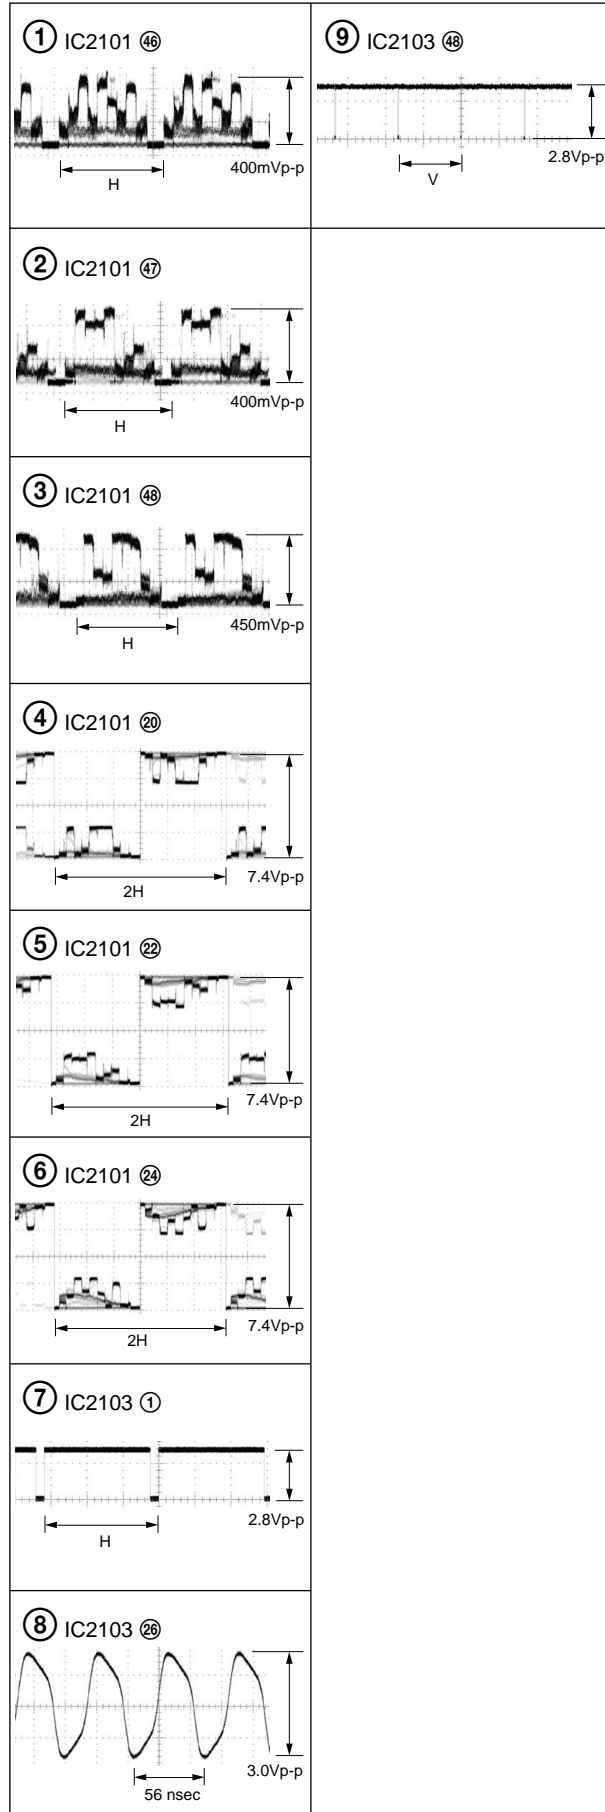 ① IC2101 ㊻
400mVp-p
H
② IC2101 ㊼
400mVp-p
H
③ IC2101 ㊽
450mVp-p
H
④ IC2101 ⑳
7.4Vp-p
2H
⑤ IC2101 ㉒
7.4Vp-p
2H
⑥ IC2101 ㉔
7.4Vp-p
2H
⑦ IC2103 ①
2.8Vp-p
H
⑧ IC2103 ㉖
3.0Vp-p
56 nsec
⑨ IC2103 ㊽
2.8Vp-p
V